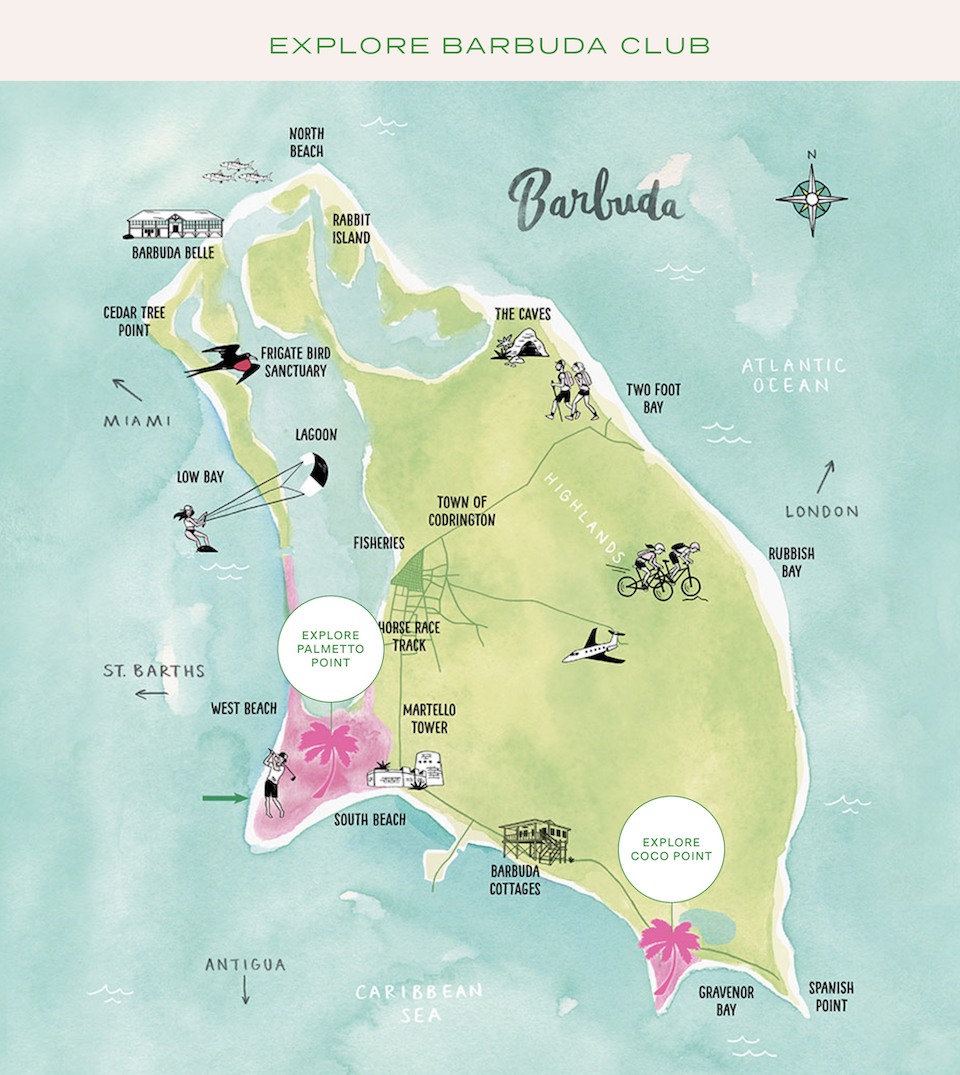 EXPLORE BARBUDA CLUB
NORTH
BEACH
N
Barbuda
RABBIT
ISLAND
BARBUDA BELLE
CEDAR TREE
POINT
THE CAVES
FRIGATE BIRD
SANCTUARY
ATLANTIC
OCEAN
TWO FOOT
BAY
MIAMI
LAGOON
LOW BAY
HIGHLANDS
TOWN OF
CODRINGTON
LONDON
FISHERIES
RUBBISH
BAY
EXPLORE
PALMETTO
POINT
HORSE RACE
TRACK
ST. BARTHS
WEST BEACH
MARTELLO
TOWER
SOUTH BEACH
EXPLORE
COCO POINT
BARBUDA
COTTAGES
ANTIGUA
CARIBBEAN
SEA
GRAVENOR
BAY
SPANISH
POINT